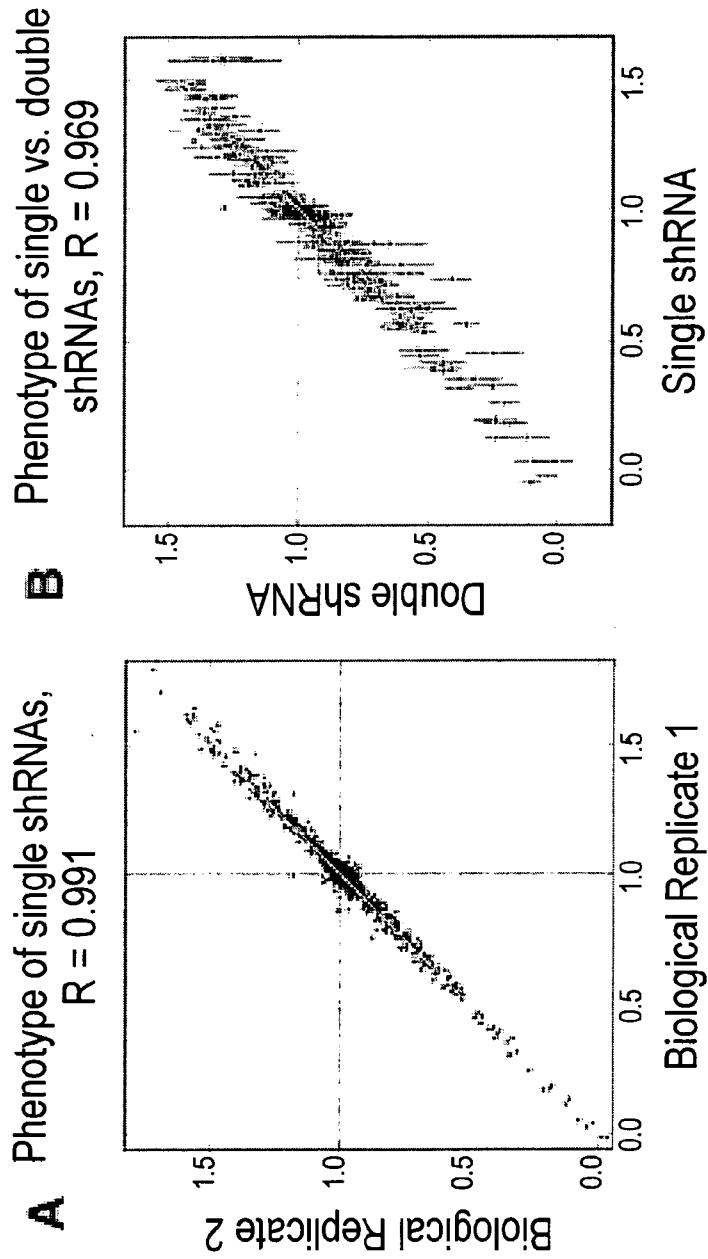 A Phenotype of single shRNAs,
R = 0.991
Biological Replicate 2
1.5
1.0
0.5
0.0
0.0 0.5 1.0 1.5
Biological Replicate 1
B Phenotype of single vs. double
shRNAs, R = 0.969
Double shRNA
1.5
1.0
0.5
0.0
0.0 0.5 1.0 1.5
Single shRNA